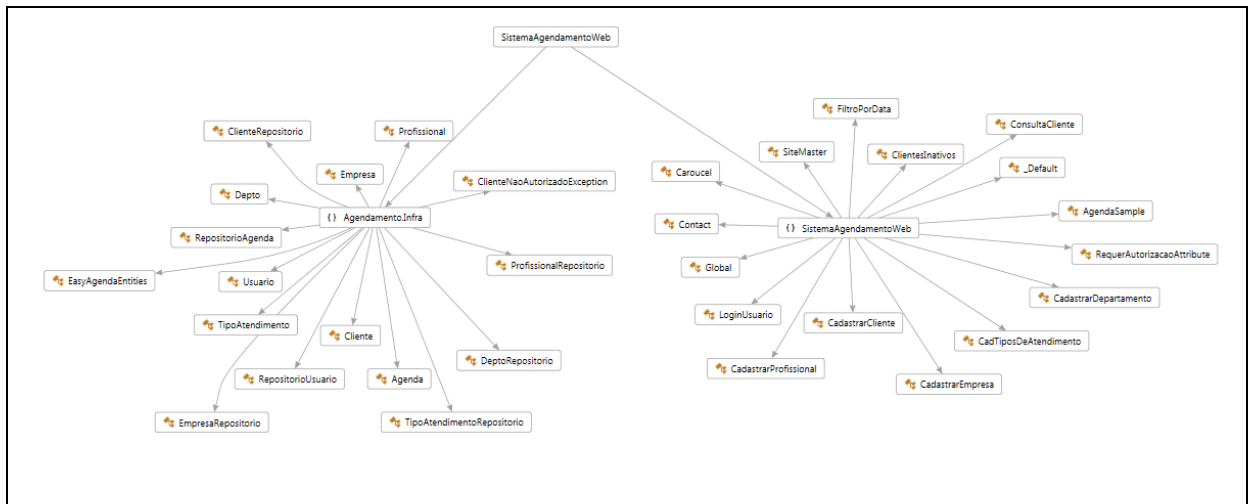 SistemaAgendamentoWeb
FiltroPorData
ClienteRepositorio
Profissional
ConsultaCliente
SiteMaster
ClientesInativos
Empresa
Caroucel
_Default
ClienteNaoAutorizadoException
Depto
AgendaSample
{ } Agendamento.Infra
Contact
{ } SistemaAgendamentoWeb
RepositorioAgenda
RequerAutorizacaoAttribute
ProfissionalRepositorio
Global
EasyAgendaEntities
Usuario
CadastrarDepartamento
LoginUsuario
TipoAtendimento
CadastrarCliente
Cliente
CadTiposDeAtendimento
DeptoRepositorio
CadastrarProfissional
RepositorioUsuario
Agenda
CadastrarEmpresa
EmpresaRepositorio
TipoAtendimentoRepositorio